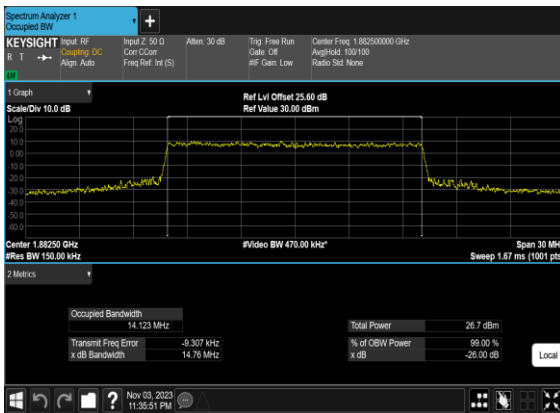 Spectrum Analyzer 1
Occupied BW
KEYSIGHT Input: RF Input Z: 50 Ω Atten: 30 dB Trig: Free Run Center Freq: 1.882500000 GHz
R T Coupling: DC Corr CCorr Gate: Off Avg|Hold: 100/100
Align: Auto Freq Ref: Int (S) #IF Gain: Low Radio Std: None
LV
1 Graph
Ref Lvl Offset 25.60 dB
Scale/Div 10.0 dB Ref Value 30.00 dBm
Log
20.0
10.0
0.00
-10.0
-20.0
-30.0
-40.0
-50.0
-60.0
Center 1.88250 GHz #Video BW 470.00 kHz* Span 30 MH
#Res BW 150.00 kHz Sweep 1.67 ms (1001 pts
2 Metrics
Occupied Bandwidth
14.123 MHz Total Power 26.7 dBm
Transmit Freq Error -9.307 kHz % of OBW Power 99.00 %
x dB Bandwidth 14.76 MHz x dB -26.00 dB
Local
Nov 03, 2023
11:35:51 PM